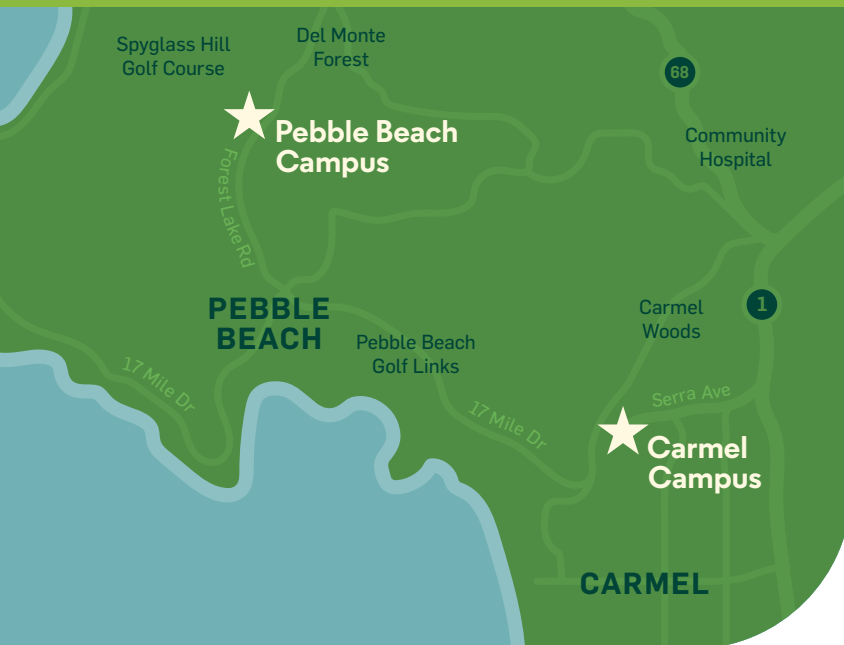 Spyglass Hill
Golf Course
Del Monte
Forest
68
Pebble Beach
Campus
Community
Hospital
Forest Lake Rd
PEBBLE
BEACH
Carmel
Woods
1
Pebble Beach
Golf Links
17 Mile Dr
17 Mile Dr
Serra Ave
Carmel
Campus
CARMEL